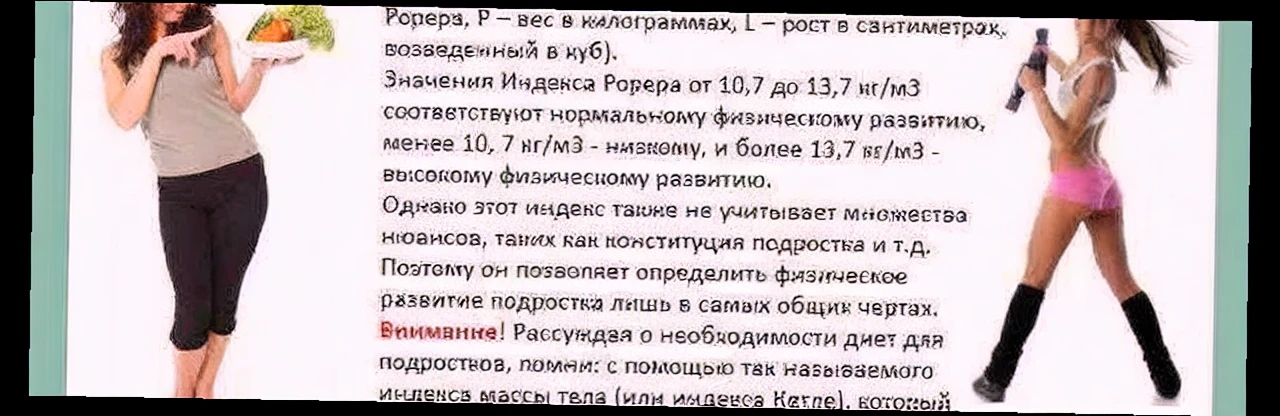 Рорера, Р – вес в килограммах, L – рост в сантиметрах,
возведенный в куб).
Значения Индекса Рорера от 10,7 до 13,7 кг/м3
соответствуют нормальному физическому развитию,
менее 10, 7 кг/м3 - низкому, и более 13,7 кг/м3 -
высокому физическому развитию.
Однако этот индекс также не учитывает множества
нюансов, таких как конституция подростка и т.д.
Поэтому он позволяет определить физическое
развитие подростка лишь в самых общих чертах.
Внимание! Рассуждая о необходимости диет для
подростков, помни: с помощью так называемого
индекса массы тела (или индекса Кетле), который